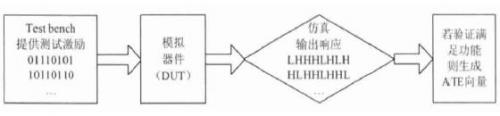 Test bench
提供测试激励
01110101
10110110
...
模拟
器件
(DUT)
仿真
输出响应
LHHHLHLH
HLHHLHHL
...
若验证满
足功能
则生成
ATE向量